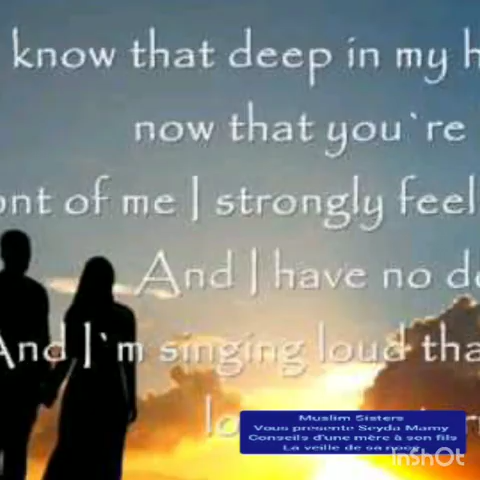 know that deep in my h
now that you`re
ont of me I strongly feel
And I have no d
And I`m singing loud tha
lo
Muslim Sisters
Vous présente Seyda Mamy
Conseils d'une mère à son fils
La veille de sa noce
InShOt